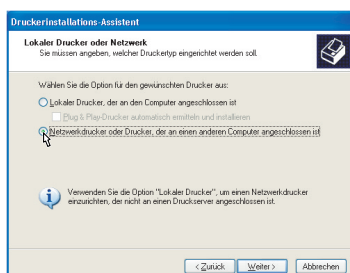 Druckerinstallations-Assistent
Lokaler Drucker oder Netzwerk
Sie müssen angeben, welcher Druckertyp eingerichtet werden soll.
Wählen Sie die Option für den gewünschten Drucker aus:
Lokaler Drucker, der an den Computer angeschlossen ist
Plug & Play-Drucker automatisch ermitteln und installieren
Netzwerkdrucker oder Drucker, der an einen anderen Computer angeschlossen ist
Verwenden Sie die Option "Lokaler Drucker", um einen Netzwerkdrucker
einzurichten, der nicht an einen Druckserver angeschlossen ist.
< Zurück Weiter > Abbrechen